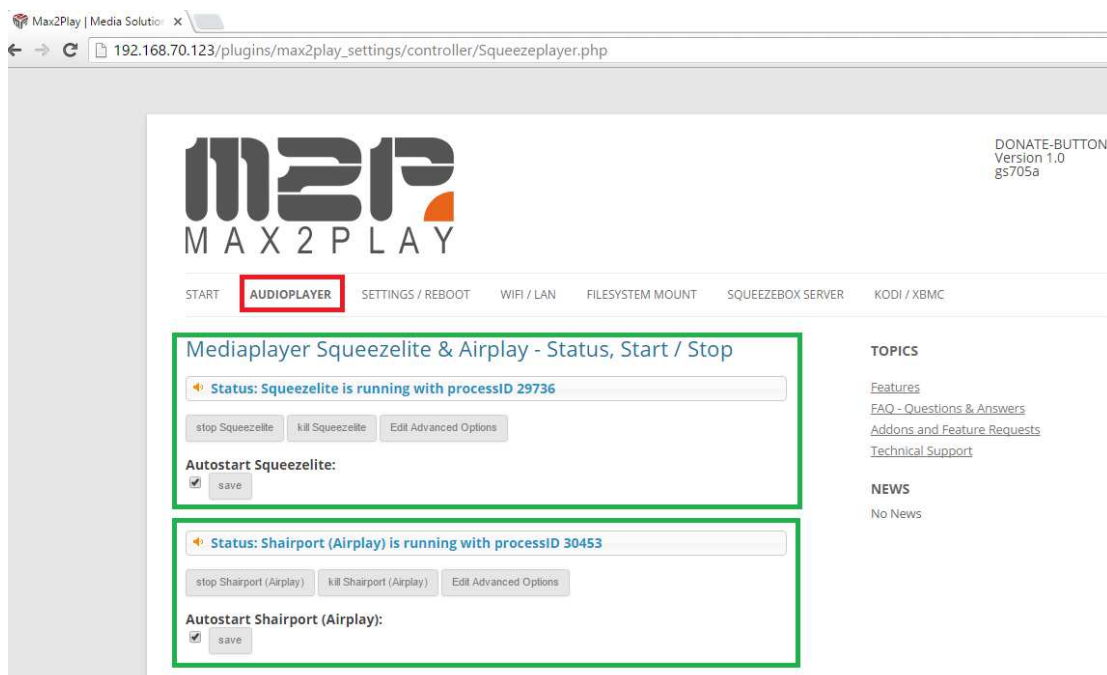 Max2Play | Media Solution
192.168.70.123/plugins/max2play_settings/controller/Squeezeplayer.php
M2P
MAX2PLAY
DONATE-BUTTON
Version 1.0
gs705a
START AUDIOPLAYER SETTINGS / REBOOT WIFI / LAN FILESYSTEM MOUNT SQUEEZEBOX SERVER KODI / XBMC
Mediaplayer Squeezelite & Airplay - Status, Start / Stop
Status: Squeezelite is running with processID 29736
stop Squeezelite kill Squeezelite Edit Advanced Options
Autostart Squeezelite:
save
Status: Shairport (Airplay) is running with processID 30453
stop Shairport (Airplay) kill Shairport (Airplay) Edit Advanced Options
Autostart Shairport (Airplay):
save
TOPICS
Features
FAQ - Questions & Answers
Addons and Feature Requests
Technical Support
NEWS
No News